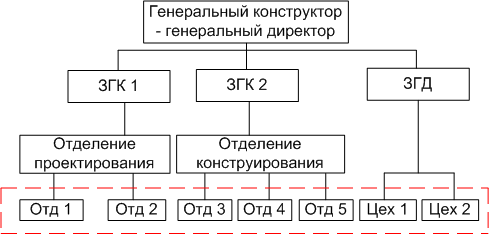 Генеральный конструктор
- генеральный директор
ЗГК 1
ЗГК 2
ЗГД
Отделение
проектирования
Отделение
конструирования
Отд 1
Отд 2
Отд 3
Отд 4
Отд 5
Цех 1
Цех 2